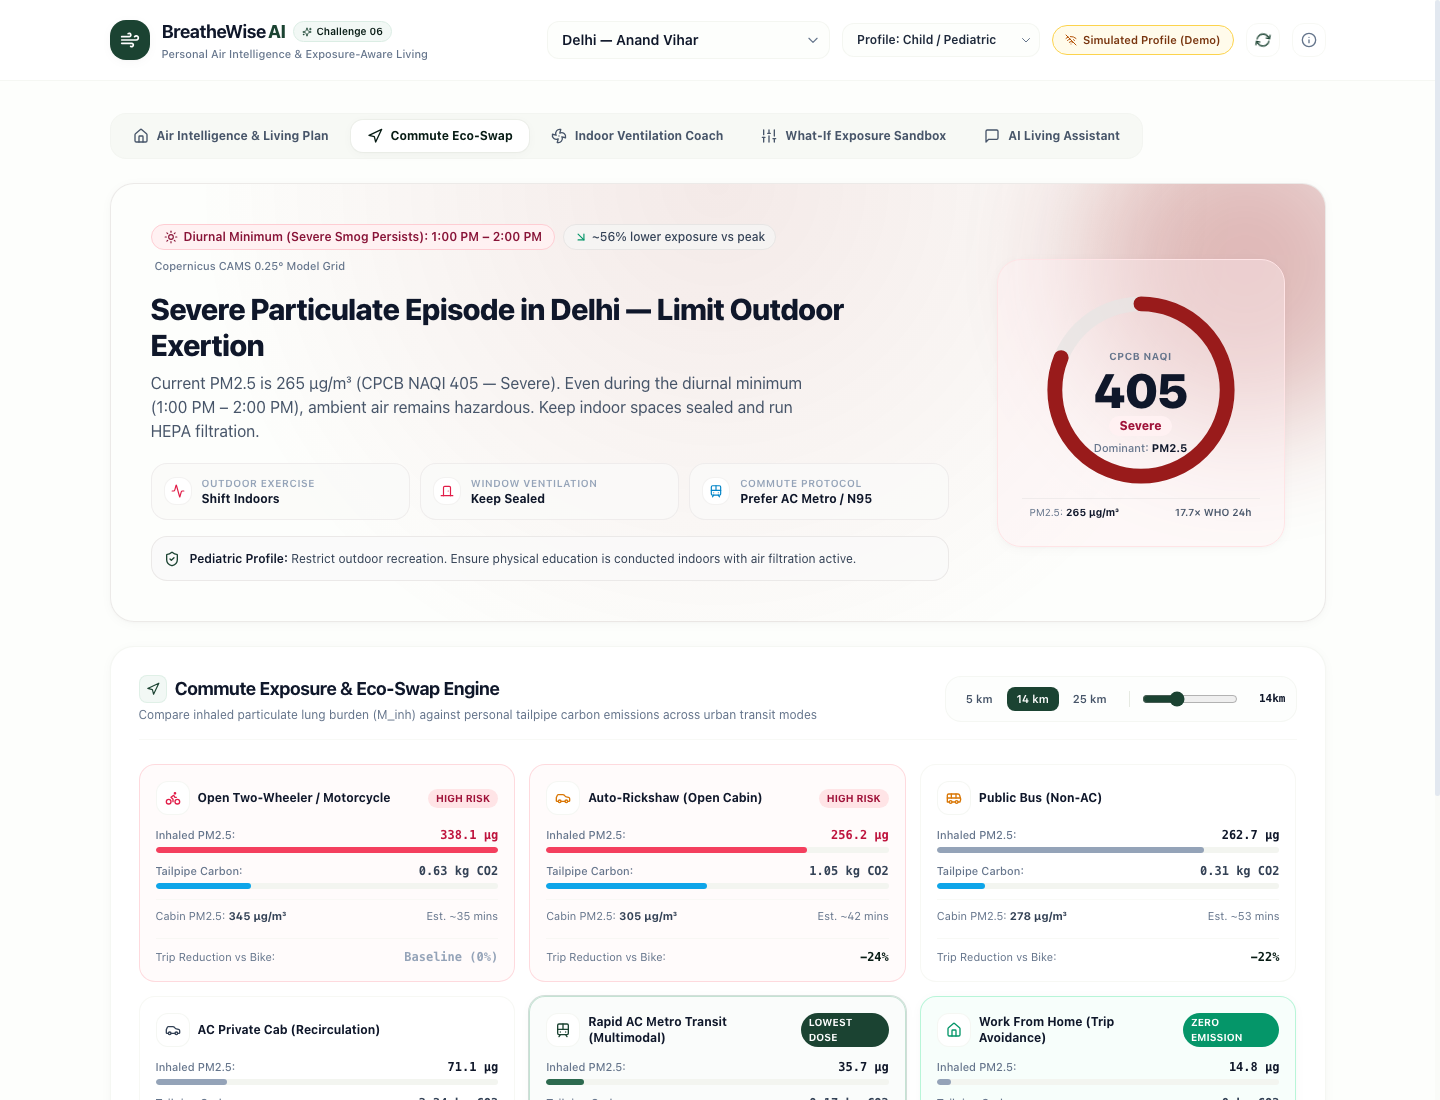 BreatheWise AI
Challenge 06
Personal Air Intelligence & Exposure-Aware Living
Delhi — Anand Vihar
Profile: Child / Pediatric
Simulated Profile (Demo)
Air Intelligence & Living Plan
Commute Eco-Swap
Indoor Ventilation Coach
What-If Exposure Sandbox
AI Living Assistant
Diurnal Minimum (Severe Smog Persists): 1:00 PM – 2:00 PM
~56% lower exposure vs peak
Copernicus CAMS 0.25° Model Grid
Severe Particulate Episode in Delhi — Limit Outdoor
Exertion
Current PM2.5 is 265 µg/m³ (CPCB NAQI 405 — Severe). Even during the diurnal minimum
(1:00 PM – 2:00 PM), ambient air remains hazardous. Keep indoor spaces sealed and run
HEPA filtration.
OUTDOOR EXERCISE
Shift Indoors
WINDOW VENTILATION
Keep Sealed
COMMUTE PROTOCOL
Prefer AC Metro / N95
Pediatric Profile: Restrict outdoor recreation. Ensure physical education is conducted indoors with air filtration active.
CPCB NAQI
405
Severe
Dominant: PM2.5
PM2.5: 265 µg/m³
17.7× WHO 24h
Commute Exposure & Eco-Swap Engine
Compare inhaled particulate lung burden (M_inh) against personal tailpipe carbon emissions across urban transit modes
5 km
14 km
25 km
14km
Open Two-Wheeler / Motorcycle
HIGH RISK
Inhaled PM2.5: 338.1 µg
Tailpipe Carbon: 0.63 kg CO2
Cabin PM2.5: 345 µg/m³ Est. ~35 mins
Trip Reduction vs Bike: Baseline (0%)
Auto-Rickshaw (Open Cabin)
HIGH RISK
Inhaled PM2.5: 256.2 µg
Tailpipe Carbon: 1.05 kg CO2
Cabin PM2.5: 305 µg/m³ Est. ~42 mins
Trip Reduction vs Bike: −24%
Public Bus (Non-AC)
Inhaled PM2.5: 262.7 µg
Tailpipe Carbon: 0.31 kg CO2
Cabin PM2.5: 278 µg/m³ Est. ~53 mins
Trip Reduction vs Bike: −22%
AC Private Cab (Recirculation)
Inhaled PM2.5: 71.1 µg
Rapid AC Metro Transit
(Multimodal)
LOWEST
DOSE
Inhaled PM2.5: 35.7 µg
Work From Home (Trip
Avoidance)
ZERO
EMISSION
Inhaled PM2.5: 14.8 µg